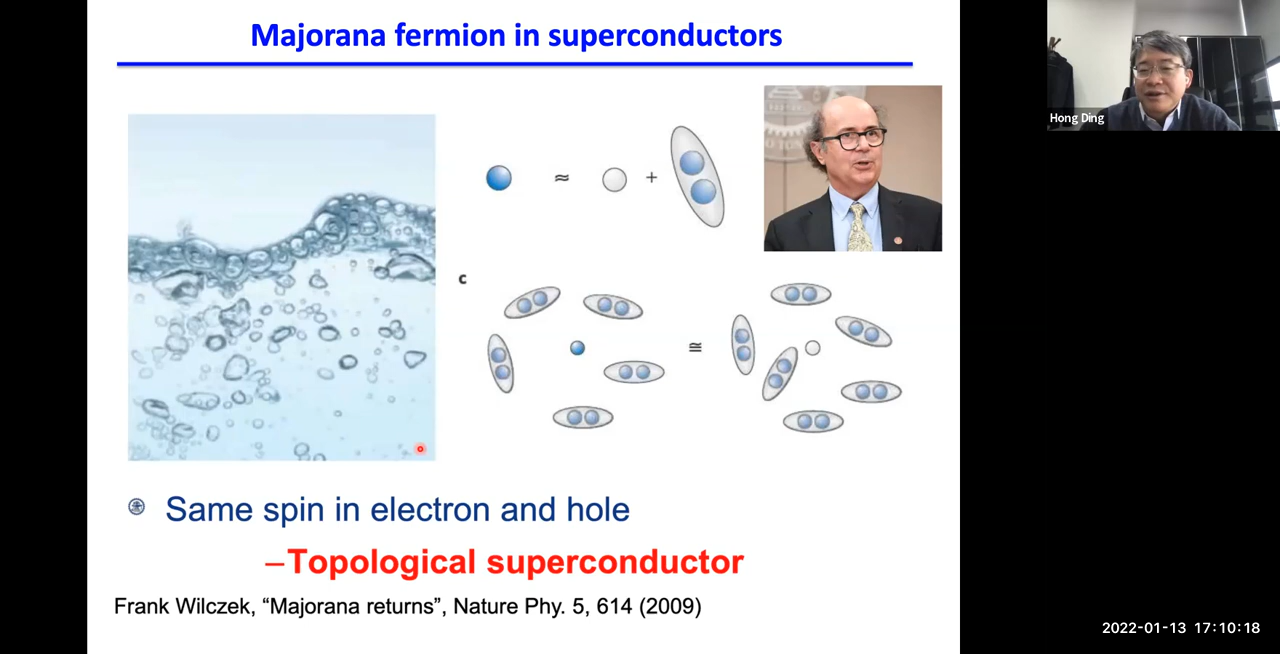 Majorana fermion in superconductors
Hong Ding
≈
+
c
≅
Same spin in electron and hole
–Topological superconductor
Frank Wilczek, “Majorana returns”, Nature Phy. 5, 614 (2009)
2022-01-13 17:10:18